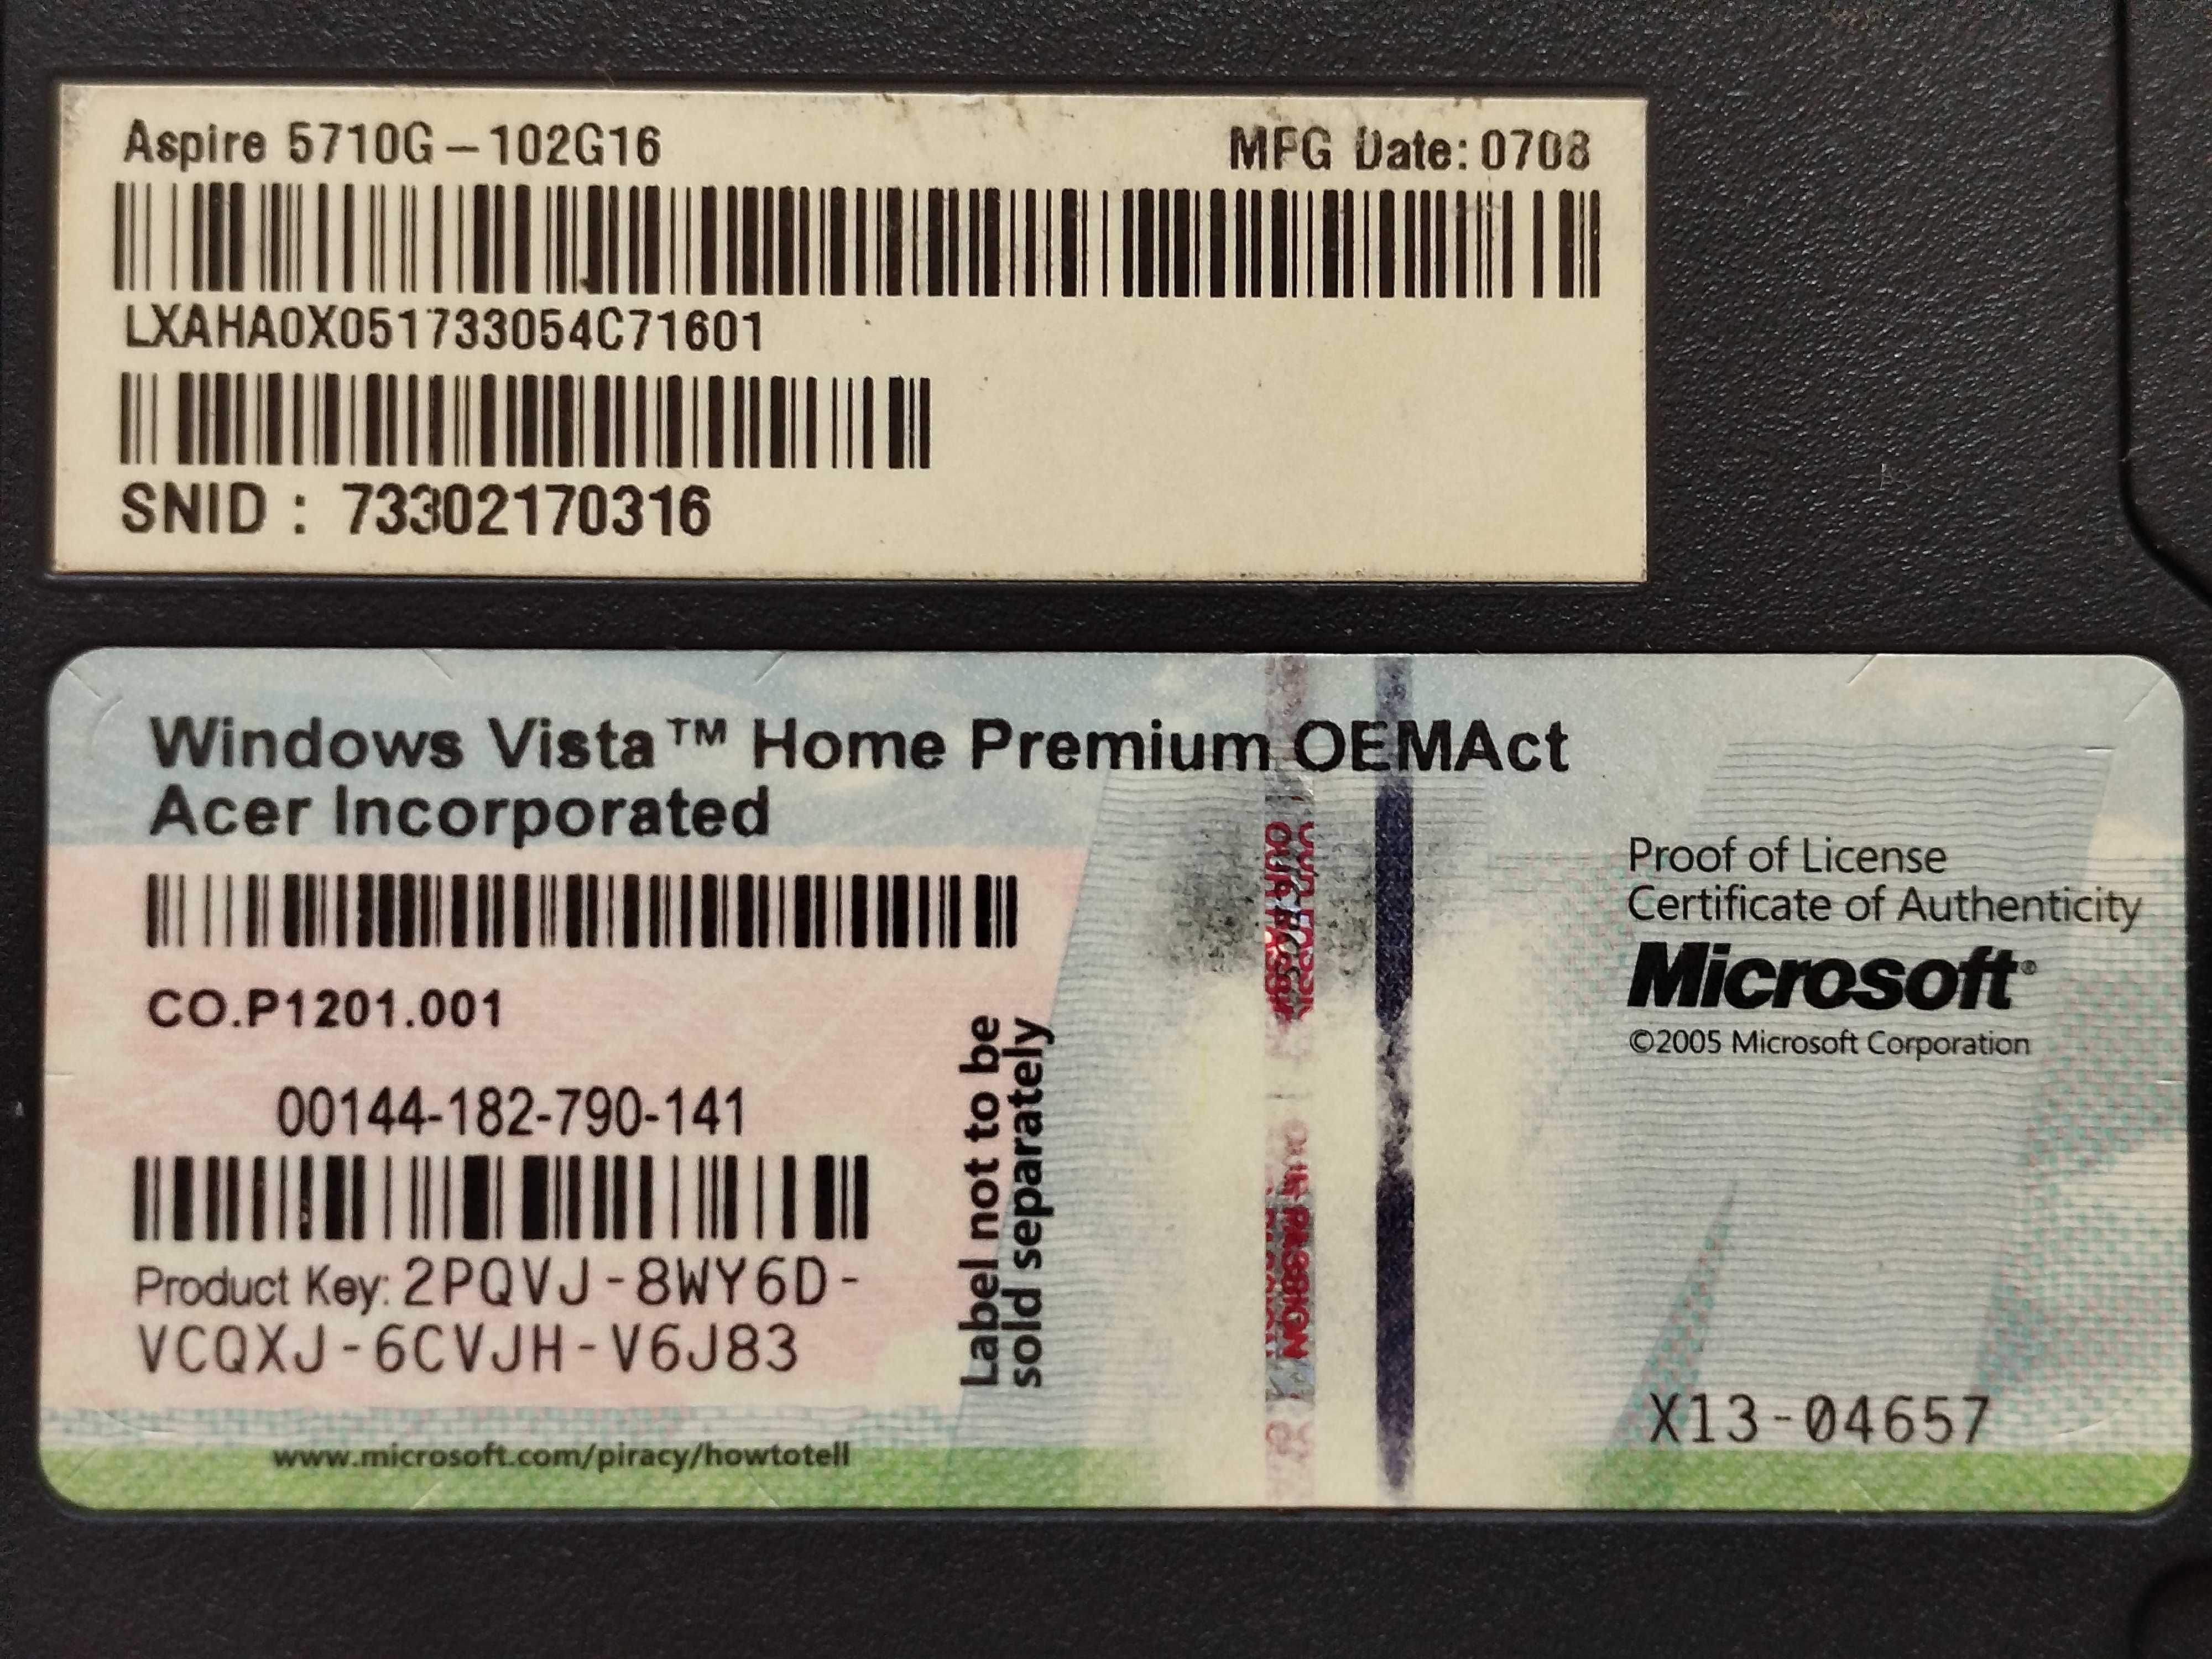 Aspire 5710G-102G16
MFG Date: 0708
LXAHA0X051733054C71601
SNID : 73302170316
Windows Vista™ Home Premium OEMAct
Acer Incorporated
CO.P1201.001
00144-182-790-141
Product Key: 2PQVJ-8WY6D-
VCQXJ-6CVJH-V6J83
www.microsoft.com/piracy/howtotell
Label not to be
sold separately
Proof of License
Certificate of Authenticity
Microsoft®
©2005 Microsoft Corporation
X13-04657